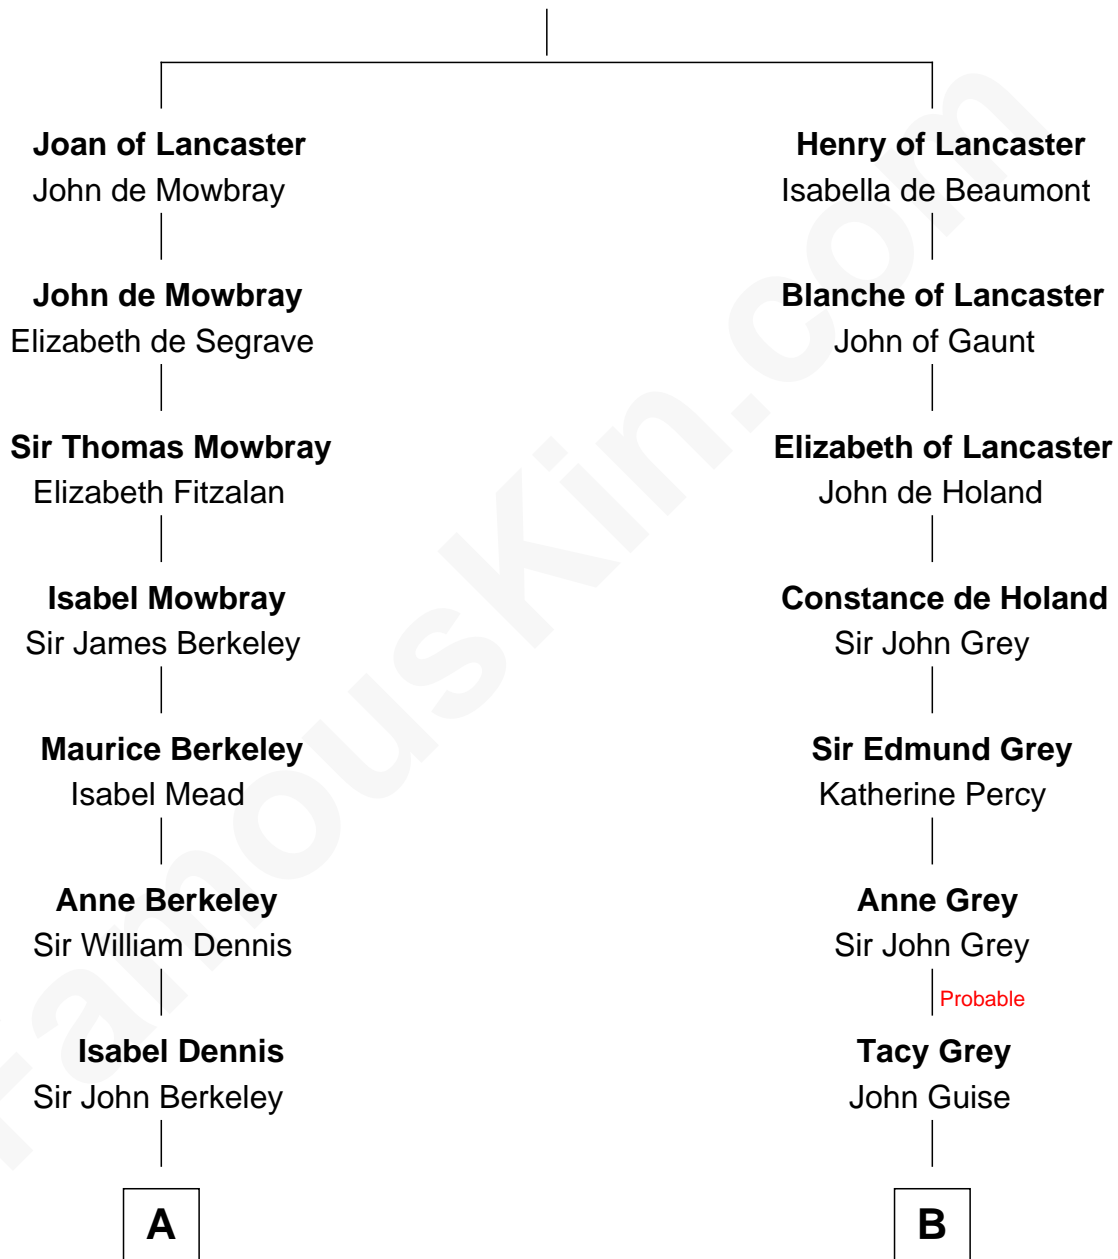 Joan of Lancaster
John de Mowbray
Henry of Lancaster
Isabella de Beaumont
John de Mowbray
Elizabeth de Segrave
Blanche of Lancaster
John of Gaunt
Sir Thomas Mowbray
Elizabeth Fitzalan
Elizabeth of Lancaster
John de Holand
Isabel Mowbray
Sir James Berkeley
Constance de Holand
Sir John Grey
Maurice Berkeley
Isabel Mead
Sir Edmund Grey
Katherine Percy
Anne Berkeley
Sir William Dennis
Anne Grey
Sir John Grey
Probable
Isabel Dennis
Sir John Berkeley
Tacy Grey
John Guise
A
B
FamousKin.com